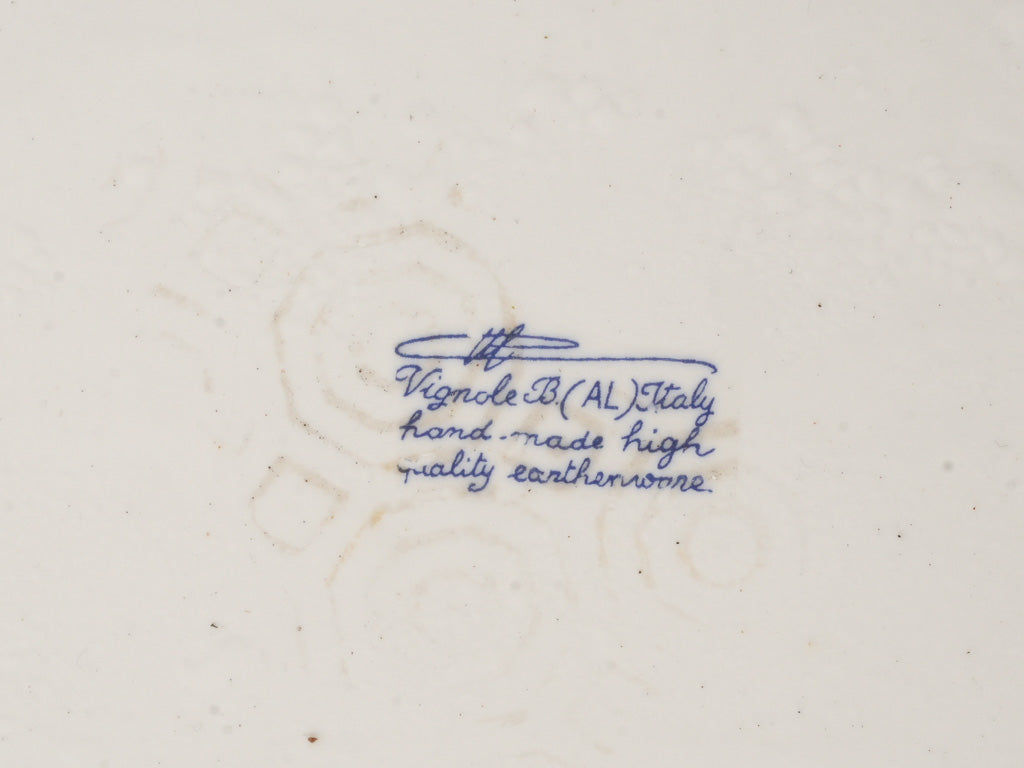 Vignole B. (AL) Italy
hand-made high
quality earthenware.